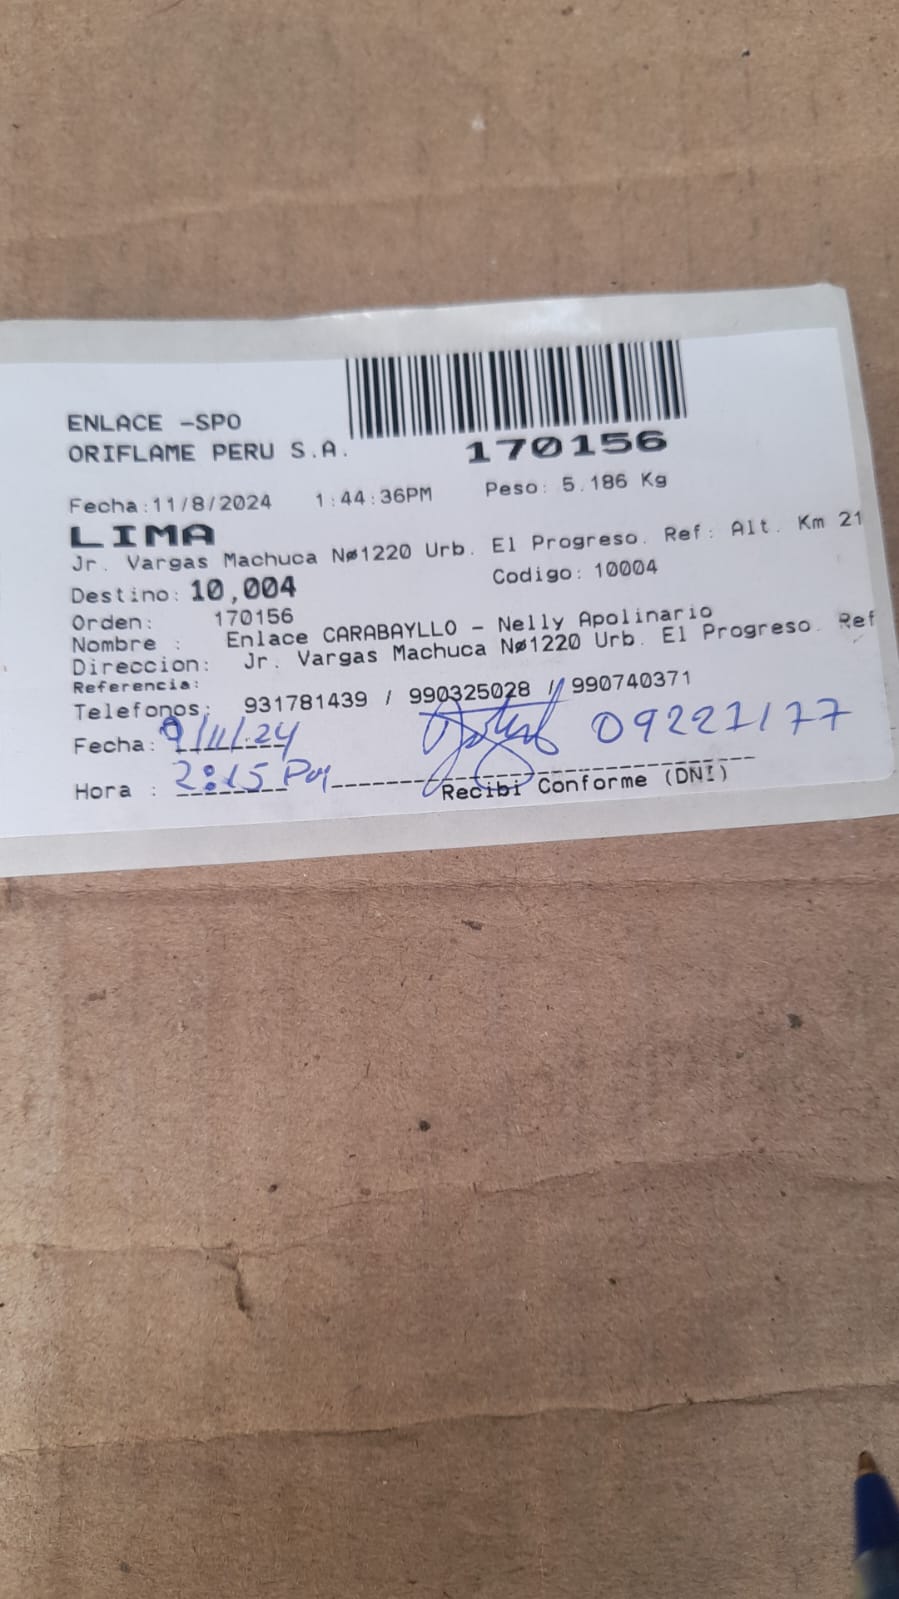 ENLACE -SPO
ORIFLAME PERU S.A.
170156
Fecha:11/8/2024 1:44:36PM Peso: 5.186 Kg
LIMA
Jr. Vargas Machuca Nø1220 Urb. El Progreso. Ref: Alt. Km 21
Destino: 10,004 Codigo: 10004
Orden: 170156
Nombre : Enlace CARABAYLLO - Nelly Apolinario
Direccion: Jr. Vargas Machuca Nø1220 Urb. El Progreso. Ref
Referencia:
Telefonos: 931781439 / 990325028 / 990740371
Fecha: 9/11/24 09221177
Hora : 2:15 Pm Recibi Conforme (DNI)